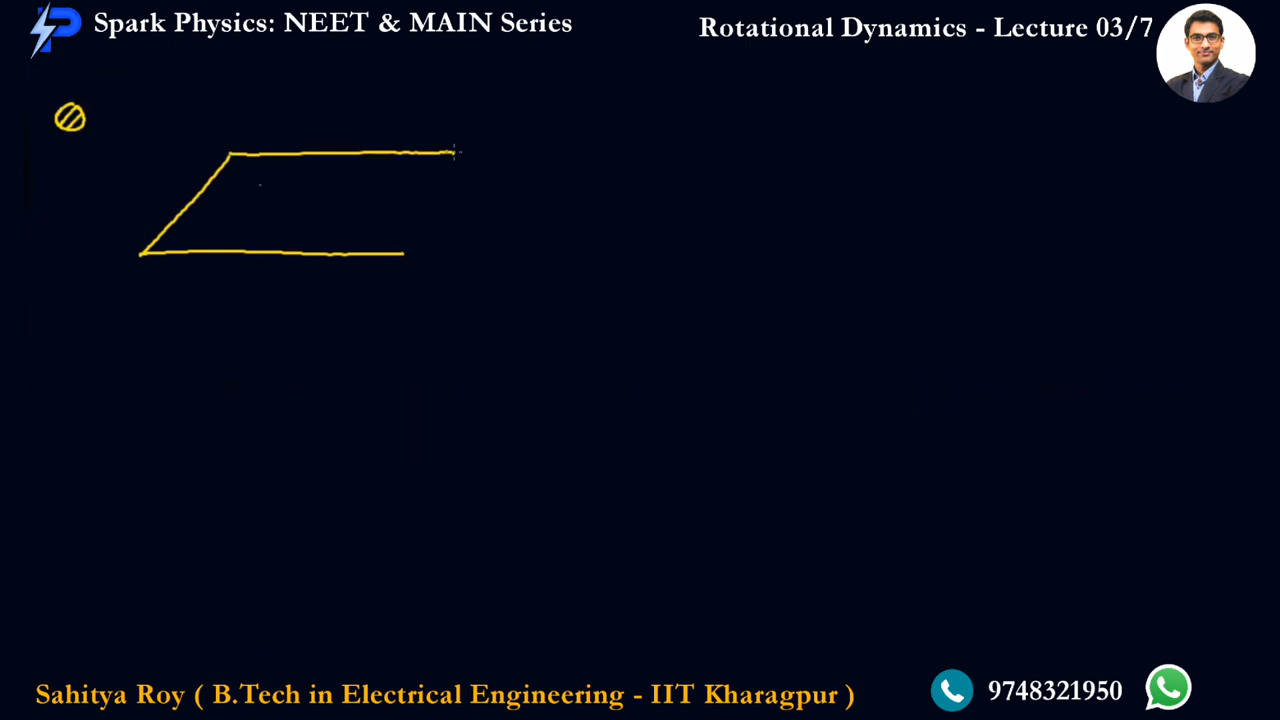 Spark Physics: NEET & MAIN Series
Rotational Dynamics - Lecture 03/7
Sahitya Roy ( B.Tech in Electrical Engineering - IIT Kharagpur )
9748321950